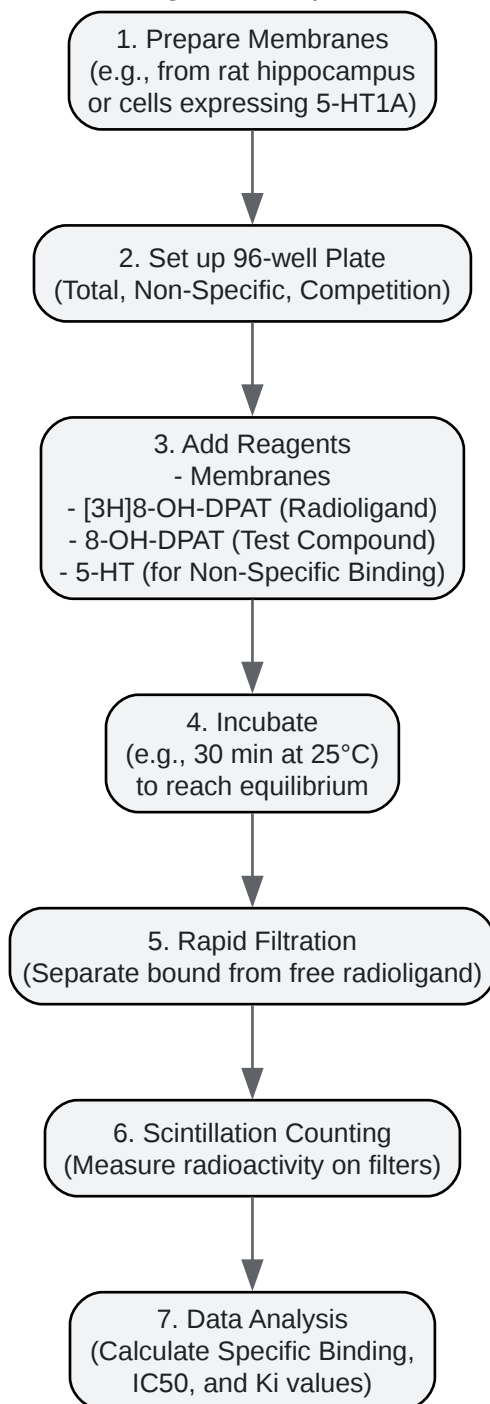 1. Prepare Membranes
(e.g., from rat hippocampus
or cells expressing 5-HT1A)
2. Set up 96-well Plate
(Total, Non-Specific, Competition)
3. Add Reagents
- Membranes
- [3H]8-OH-DPAT (Radioligand)
- 8-OH-DPAT (Test Compound)
- 5-HT (for Non-Specific Binding)
4. Incubate
(e.g., 30 min at 25°C)
to reach equilibrium
5. Rapid Filtration
(Separate bound from free radioligand)
6. Scintillation Counting
(Measure radioactivity on filters)
7. Data Analysis
(Calculate Specific Binding,
IC50, and Ki values)